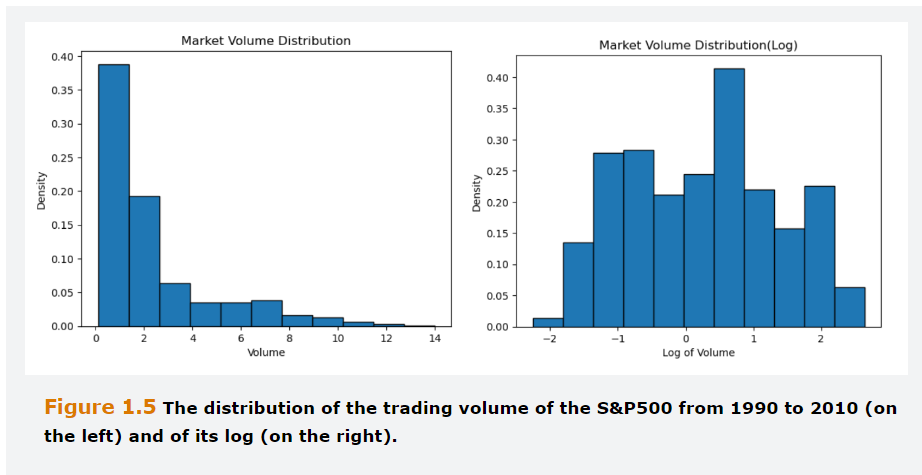 Market Volume Distribution
0.40
0.35
0.30
0.25
0.20
0.15
0.10
0.05
0.00
Density
0 2 4 6 8 10 12 14
Volume
Market Volume Distribution(Log)
0.40
0.35
0.30
0.25
0.20
0.15
0.10
0.05
0.00
Density
−2 −1 0 1 2
Log of Volume
Figure 1.5 The distribution of the trading volume of the S&P500 from 1990 to 2010 (on
the left) and of its log (on the right).